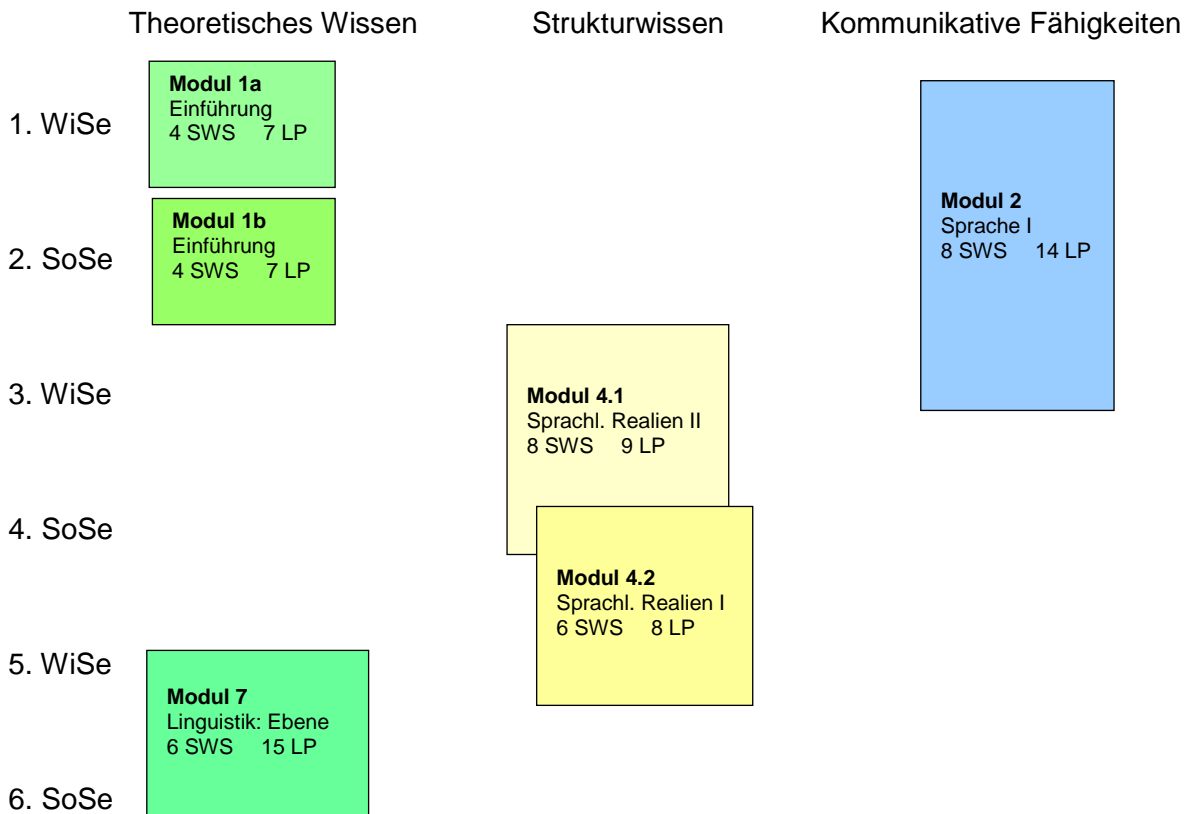 Theoretisches Wissen Strukturwissen Kommunikative Fähigkeiten
1. WiSe
Modul 1a
Einführung
4 SWS 7 LP
Modul 2
Sprache I
8 SWS 14 LP
2. SoSe
Modul 1b
Einführung
4 SWS 7 LP
3. WiSe
Modul 4.1
Sprachl. Realien II
8 SWS 9 LP
4. SoSe
Modul 4.2
Sprachl. Realien I
6 SWS 8 LP
5. WiSe
Modul 7
Linguistik: Ebene
6 SWS 15 LP
6. SoSe